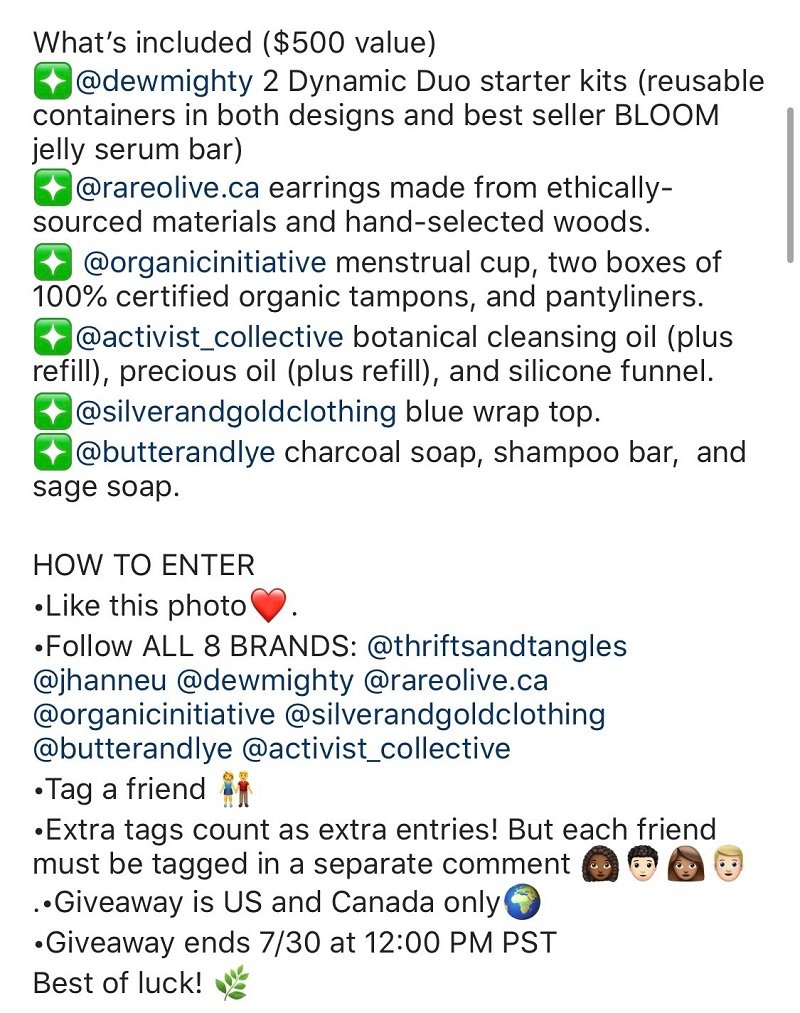 What’s included ($500 value)
❇️@dewmighty 2 Dynamic Duo starter kits (reusable
containers in both designs and best seller BLOOM
jelly serum bar)
❇️@rareolive.ca earrings made from ethically-
sourced materials and hand-selected woods.
❇️ @organicinitiative menstrual cup, two boxes of
100% certified organic tampons, and pantyliners.
❇️@activist_collective botanical cleansing oil (plus
refill), precious oil (plus refill), and silicone funnel.
❇️@silverandgoldclothing blue wrap top.
❇️@butterandlye charcoal soap, shampoo bar,  and
sage soap.

HOW TO ENTER
•Like this photo❤️.
•Follow ALL 8 BRANDS: @thriftsandtangles
@jhanneu @dewmighty @rareolive.ca
@organicinitiative @silverandgoldclothing
@butterandlye @activist_collective
•Tag a friend 👫
•Extra tags count as extra entries! But each friend
must be tagged in a separate comment 👩🏿‍🦱👨🏻‍🦱👩🏾👨🏼
.•Giveaway is US and Canada only🌍
•Giveaway ends 7/30 at 12:00 PM PST
Best of luck! 🌿